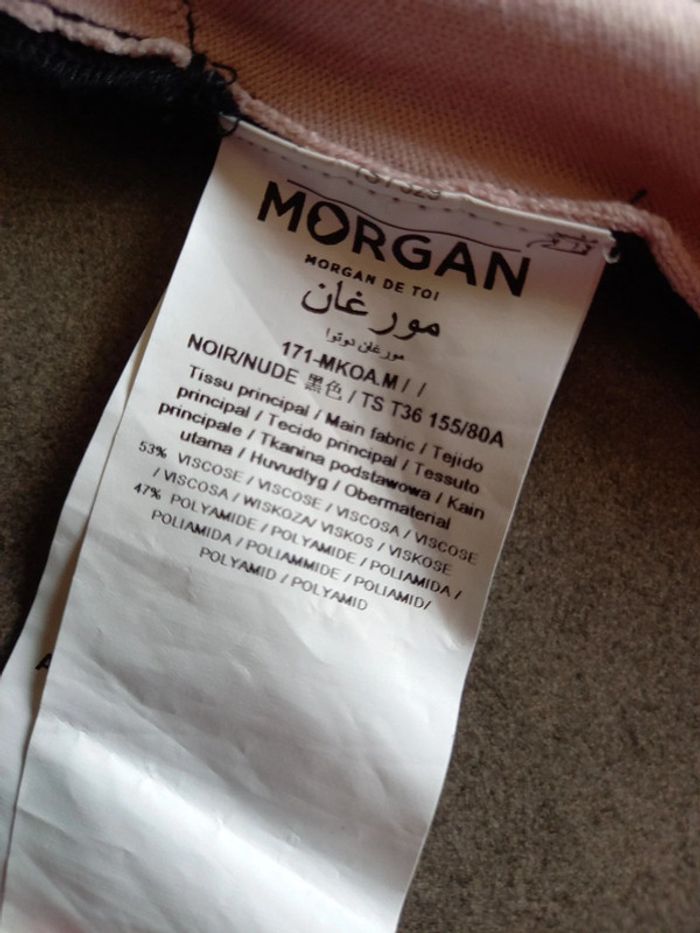 MORGAN
MORGAN DE TOI
مورغان
مورغان دوتوا
171-MKOA.M / /
NOIR/NUDE 黑色 / TS T36 155/80A
Tissu principal / Main fabric / Tejido
principal / Tecido principal / Tessuto
principale / Tkanina podstawowa / Kain
utama / Huvudtyg / Obermaterial
53% VISCOSE / VISCOSE / VISCOSA / VISCOSE
/ VISCOSA / WISKOZA/ VISKOS / VISKOSE
47% POLYAMIDE / POLYAMIDE / POLIAMIDA /
POLIAMIDA / POLIAMMIDE / POLIAMID/
POLYAMID / POLYAMID